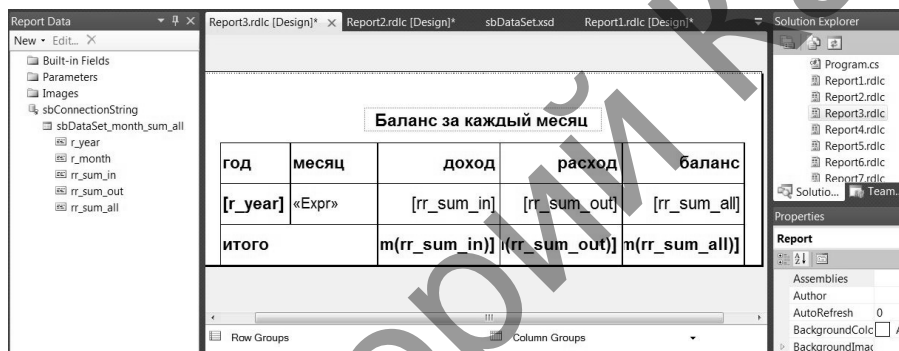 Report Data
New Edit...
Built-in Fields
Parameters
Images
sbConnectionString
sbDataSet_month_sum_all
r_year
r_month
rr_sum_in
rr_sum_out
rr_sum_all
Report3.rdlc [Design]* Report2.rdlc [Design]* sbDataSet.xsd Report1.rdlc [Design]*
Баланс за каждый месяц
год месяц доход расход баланс
[r_year] «Expr» [rr_sum_in] [rr_sum_out] [rr_sum_all]
итого m(rr_sum_in)] (rr_sum_out)] m(rr_sum_all)]
Row Groups Column Groups
Solution Explorer
Program.cs
Report1.rdlc
Report2.rdlc
Report3.rdlc
Report4.rdlc
Report5.rdlc
Report6.rdlc
Report7.rdlc
Solutio... Team...
Properties
Report
Assemblies
Author
AutoRefresh 0
BackgroundColo A
BackgroundImag